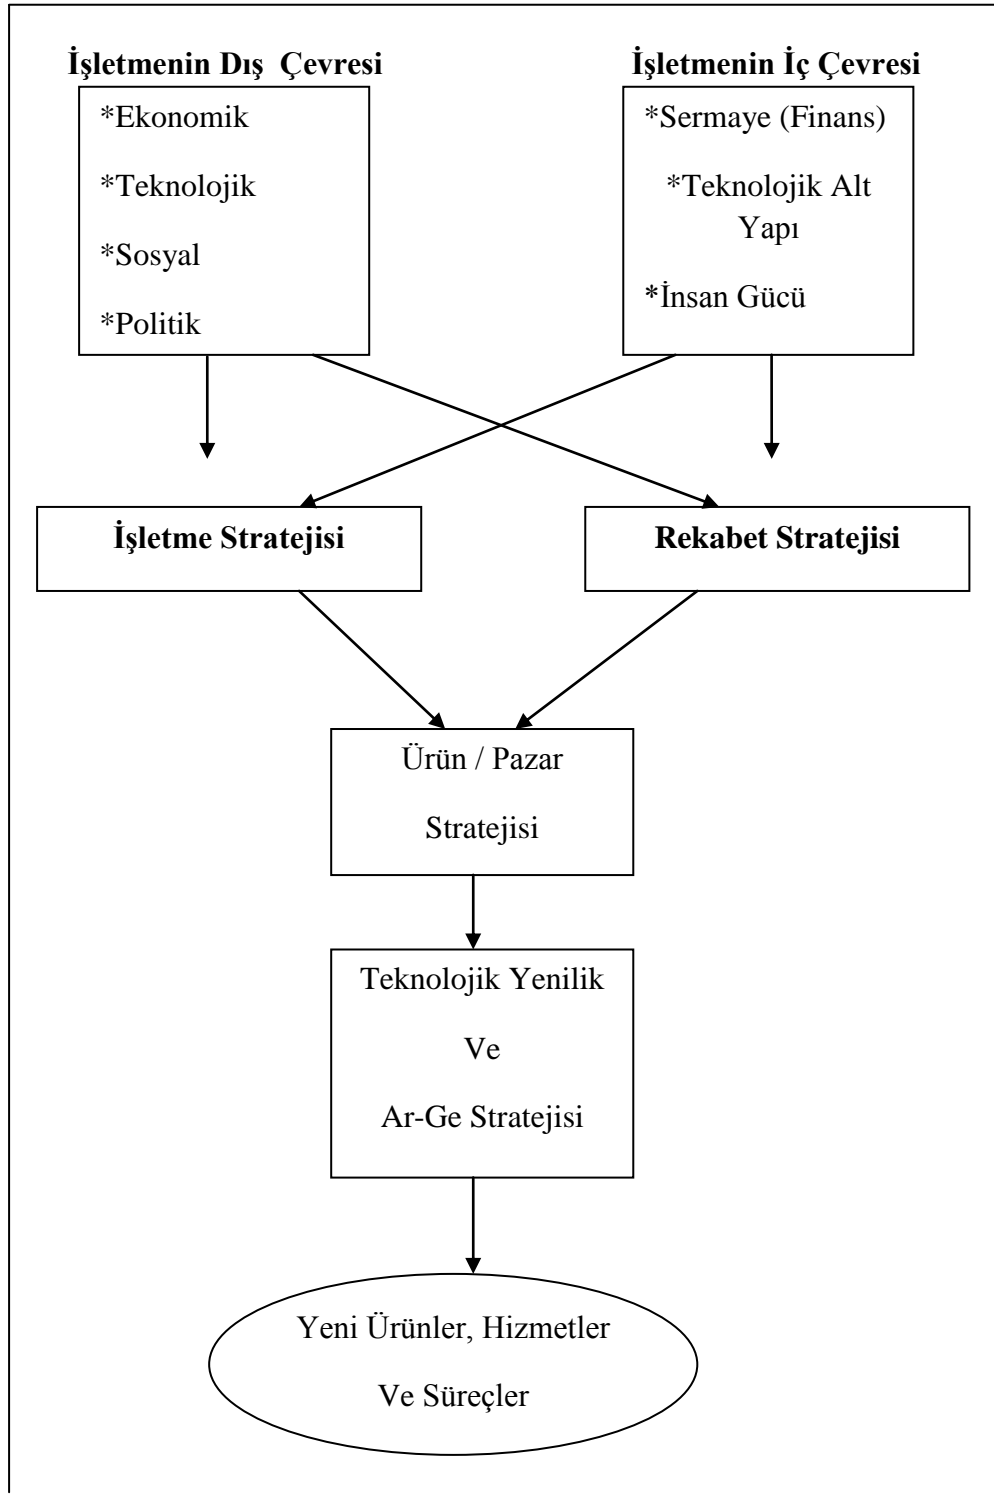 İşletmenin Dış Çevresi
*Ekonomik
*Teknolojik
*Sosyal
*Politik
İşletmenin İç Çevresi
*Sermaye (Finans)
*Teknolojik Alt
Yapı
*İnsan Gücü
İşletme Stratejisi
Rekabet Stratejisi
Ürün / Pazar
Stratejisi
Teknolojik Yenilik
Ve
Ar-Ge Stratejisi
Yeni Ürünler, Hizmetler
Ve Süreçler